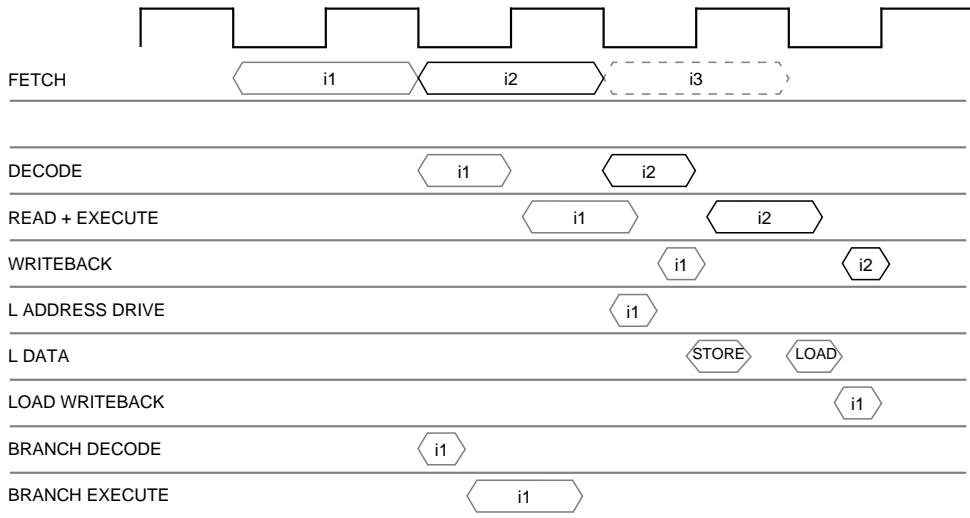 FETCH i1 i2 i3
DECODE i1 i2
READ + EXECUTE i1 i2
WRITEBACK i1 i2
L ADDRESS DRIVE i1
L DATA STORE LOAD
LOAD WRITEBACK i1
BRANCH DECODE i1
BRANCH EXECUTE i1